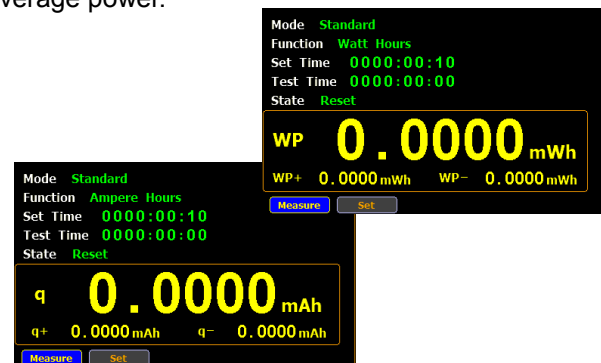 verage power.
Mode Standard
Function Watt Hours
Set Time 0000:00:10
Test Time 0000:00:00
State Reset
WP 0.0000 mWh
WP+ 0.0000 mWh WP- 0.0000 mWh
Measure Set
Mode Standard
Function Ampere Hours
Set Time 0000:00:10
Test Time 0000:00:00
State Reset
q 0.0000 mAh
q+ 0.0000 mAh q- 0.0000 mAh
Measure Set